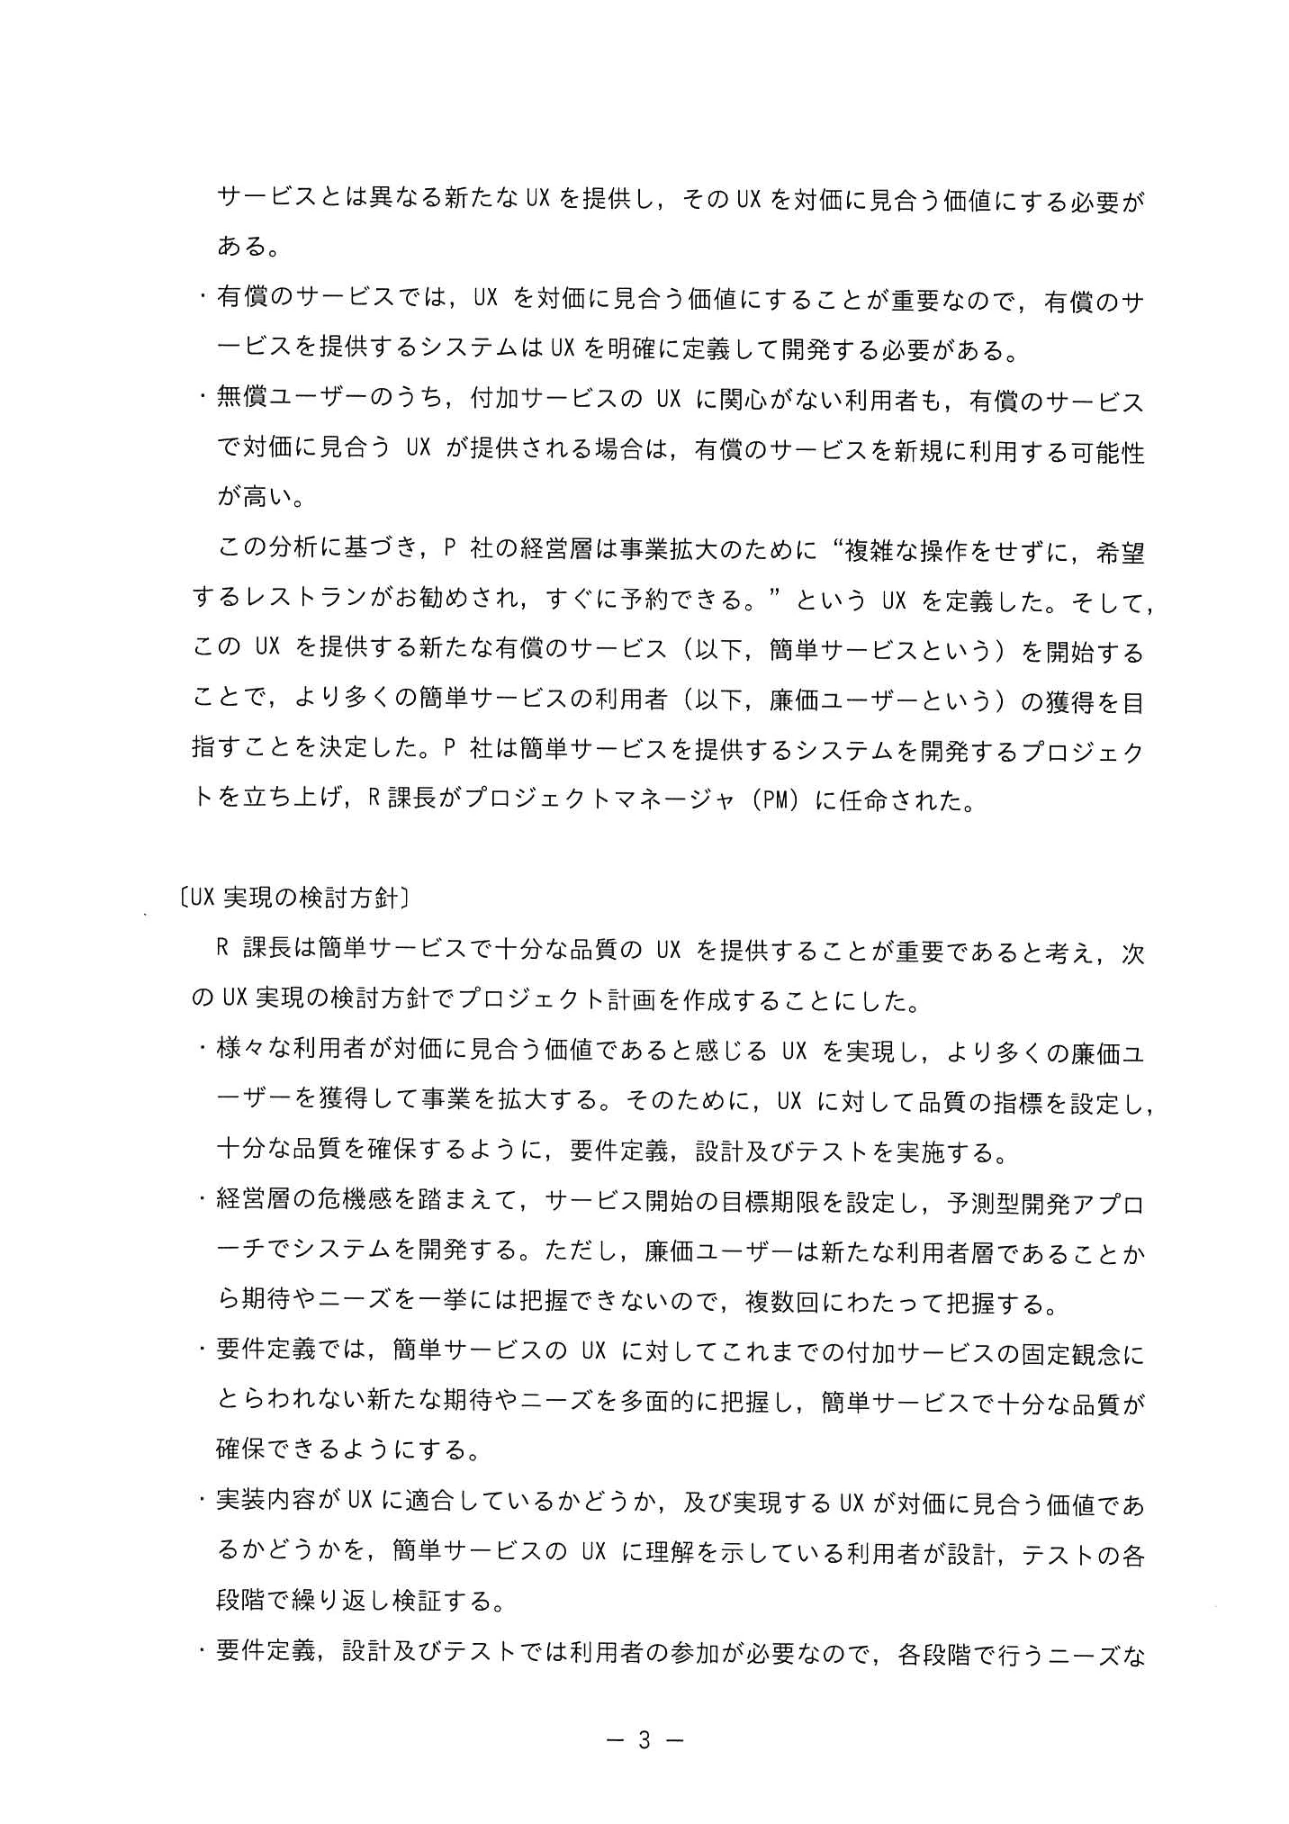 サービスとは異なる新たな UX を提供し，その UX を対価に見合う価値にする必要が
ある。
・有償のサービスでは，UX を対価に見合う価値にすることが重要なので，有償のサ
ービスを提供するシステムは UX を明確に定義して開発する必要がある。
・無償ユーザーのうち，付加サービスの UX に関心がない利用者も，有償のサービス
で対価に見合う UX が提供される場合は，有償のサービスを新規に利用する可能性
が高い。
この分析に基づき，P 社の経営層は事業拡大のために“複雑な操作をせずに，希望
するレストランがお勧めされ，すぐに予約できる。”という UX を定義した。そして，
この UX を提供する新たな有償のサービス（以下，簡単サービスという）を開始する
ことで，より多くの簡単サービスの利用者（以下，廉価ユーザーという）の獲得を目
指すことを決定した。P 社は簡単サービスを提供するシステムを開発するプロジェク
トを立ち上げ，R 課長がプロジェクトマネージャ（PM）に任命された。
〔UX 実現の検討方針〕
R 課長は簡単サービスで十分な品質の UX を提供することが重要であると考え，次
の UX 実現の検討方針でプロジェクト計画を作成することにした。
・様々な利用者が対価に見合う価値であると感じる UX を実現し，より多くの廉価ユ
ーザーを獲得して事業を拡大する。そのために，UX に対して品質の指標を設定し，
十分な品質を確保するように，要件定義，設計及びテストを実施する。
・経営層の危機感を踏まえて，サービス開始の目標期限を設定し，予測型開発アプロ
ーチでシステムを開発する。ただし，廉価ユーザーは新たな利用者層であることか
ら期待やニーズを一挙には把握できないので，複数回にわたって把握する。
・要件定義では，簡単サービスの UX に対してこれまでの付加サービスの固定観念に
とらわれない新たな期待やニーズを多面的に把握し，簡単サービスで十分な品質が
確保できるようにする。
・実装内容が UX に適合しているかどうか，及び実現する UX が対価に見合う価値であ
るかどうかを，簡単サービスの UX に理解を示している利用者が設計，テストの各
段階で繰り返し検証する。
・要件定義，設計及びテストでは利用者の参加が必要なので，各段階で行うニーズな
－ 3 －